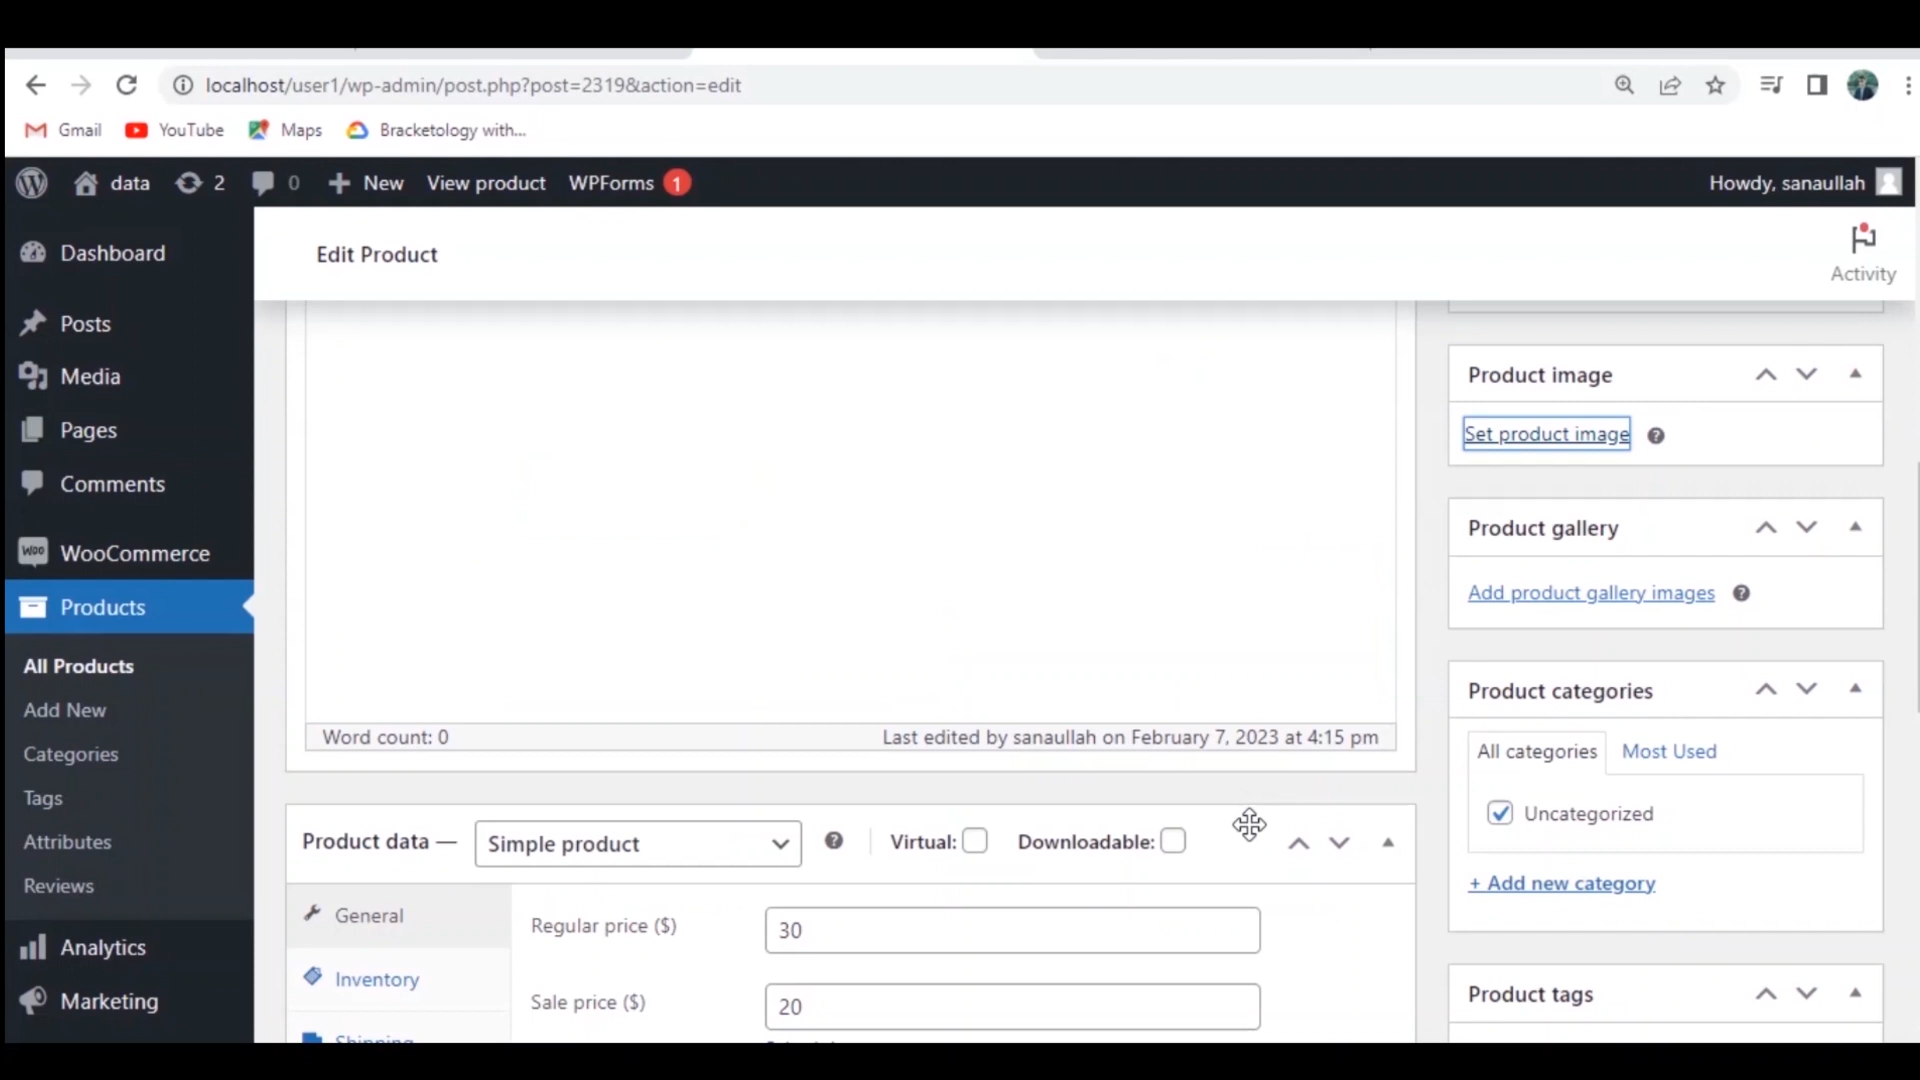 localhost/user1/wp-admin/post.php?post=2319&action=edit
Gmail YouTube Maps Bracketology with...
data 2 0 New View product WPForms 1 Howdy, sanaullah
Dashboard
Posts
Media
Pages
Comments
WOO WooCommerce
Products
All Products
Add New
Categories
Tags
Attributes
Reviews
Analytics
Marketing
Edit Product
Activity
Word count: 0 Last edited by sanaullah on February 7, 2023 at 4:15 pm
Product data — Simple product Virtual: Downloadable:
General
Inventory
Shipping
Regular price ($) 30
Sale price ($) 20
Product image
Set product image
Product gallery
Add product gallery images
Product categories
All categories Most Used
Uncategorized
+ Add new category
Product tags